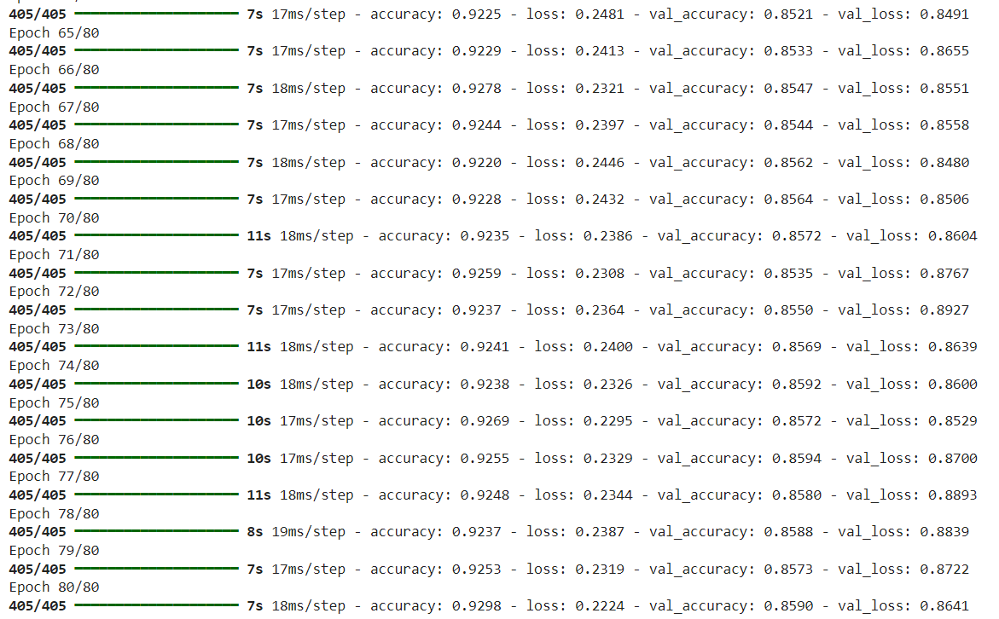 405/405 ━━━━━━━━━━━━━━━━━━━━ 7s 17ms/step - accuracy: 0.9225 - loss: 0.2481 - val_accuracy: 0.8521 - val_loss: 0.8491
Epoch 65/80
405/405 ━━━━━━━━━━━━━━━━━━━━ 7s 17ms/step - accuracy: 0.9229 - loss: 0.2413 - val_accuracy: 0.8533 - val_loss: 0.8655
Epoch 66/80
405/405 ━━━━━━━━━━━━━━━━━━━━ 7s 18ms/step - accuracy: 0.9278 - loss: 0.2321 - val_accuracy: 0.8547 - val_loss: 0.8551
Epoch 67/80
405/405 ━━━━━━━━━━━━━━━━━━━━ 7s 17ms/step - accuracy: 0.9244 - loss: 0.2397 - val_accuracy: 0.8544 - val_loss: 0.8558
Epoch 68/80
405/405 ━━━━━━━━━━━━━━━━━━━━ 7s 18ms/step - accuracy: 0.9220 - loss: 0.2446 - val_accuracy: 0.8562 - val_loss: 0.8480
Epoch 69/80
405/405 ━━━━━━━━━━━━━━━━━━━━ 7s 17ms/step - accuracy: 0.9228 - loss: 0.2432 - val_accuracy: 0.8564 - val_loss: 0.8506
Epoch 70/80
405/405 ━━━━━━━━━━━━━━━━━━━━ 11s 18ms/step - accuracy: 0.9235 - loss: 0.2386 - val_accuracy: 0.8572 - val_loss: 0.8604
Epoch 71/80
405/405 ━━━━━━━━━━━━━━━━━━━━ 7s 17ms/step - accuracy: 0.9259 - loss: 0.2308 - val_accuracy: 0.8535 - val_loss: 0.8767
Epoch 72/80
405/405 ━━━━━━━━━━━━━━━━━━━━ 7s 17ms/step - accuracy: 0.9237 - loss: 0.2364 - val_accuracy: 0.8550 - val_loss: 0.8927
Epoch 73/80
405/405 ━━━━━━━━━━━━━━━━━━━━ 11s 18ms/step - accuracy: 0.9241 - loss: 0.2400 - val_accuracy: 0.8569 - val_loss: 0.8639
Epoch 74/80
405/405 ━━━━━━━━━━━━━━━━━━━━ 10s 18ms/step - accuracy: 0.9238 - loss: 0.2326 - val_accuracy: 0.8592 - val_loss: 0.8600
Epoch 75/80
405/405 ━━━━━━━━━━━━━━━━━━━━ 10s 17ms/step - accuracy: 0.9269 - loss: 0.2295 - val_accuracy: 0.8572 - val_loss: 0.8529
Epoch 76/80
405/405 ━━━━━━━━━━━━━━━━━━━━ 10s 17ms/step - accuracy: 0.9255 - loss: 0.2329 - val_accuracy: 0.8594 - val_loss: 0.8700
Epoch 77/80
405/405 ━━━━━━━━━━━━━━━━━━━━ 11s 18ms/step - accuracy: 0.9248 - loss: 0.2344 - val_accuracy: 0.8580 - val_loss: 0.8893
Epoch 78/80
405/405 ━━━━━━━━━━━━━━━━━━━━ 8s 19ms/step - accuracy: 0.9237 - loss: 0.2387 - val_accuracy: 0.8588 - val_loss: 0.8839
Epoch 79/80
405/405 ━━━━━━━━━━━━━━━━━━━━ 7s 17ms/step - accuracy: 0.9253 - loss: 0.2319 - val_accuracy: 0.8573 - val_loss: 0.8722
Epoch 80/80
405/405 ━━━━━━━━━━━━━━━━━━━━ 7s 18ms/step - accuracy: 0.9298 - loss: 0.2224 - val_accuracy: 0.8590 - val_loss: 0.8641